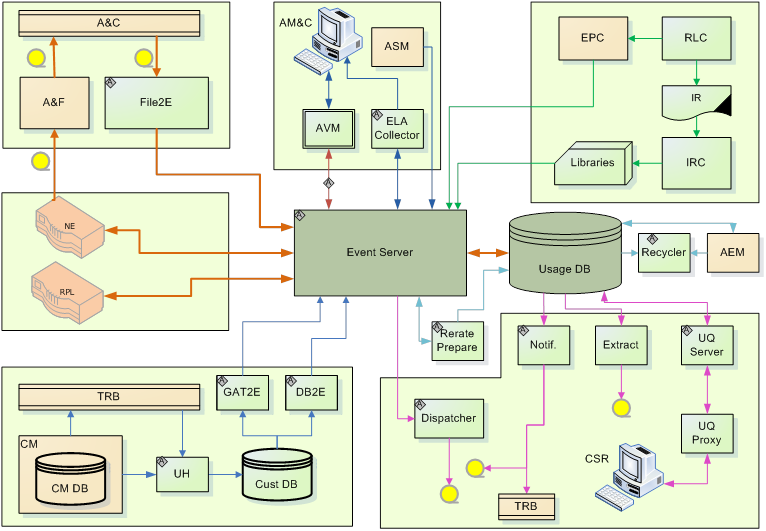 A&C
A&F
File2E
NE
RPL
AM&C
ASM
AVM
ELA
Collector
EPC
RLC
IR
Libraries
IRC
Event Server
Usage DB
Recycler
AEM
Rerate
Prepare
Notif.
Extract
UQ
Server
Dispatcher
UQ
Proxy
CSR
TRB
TRB
GAT2E
DB2E
CM
CM DB
UH
Cust DB